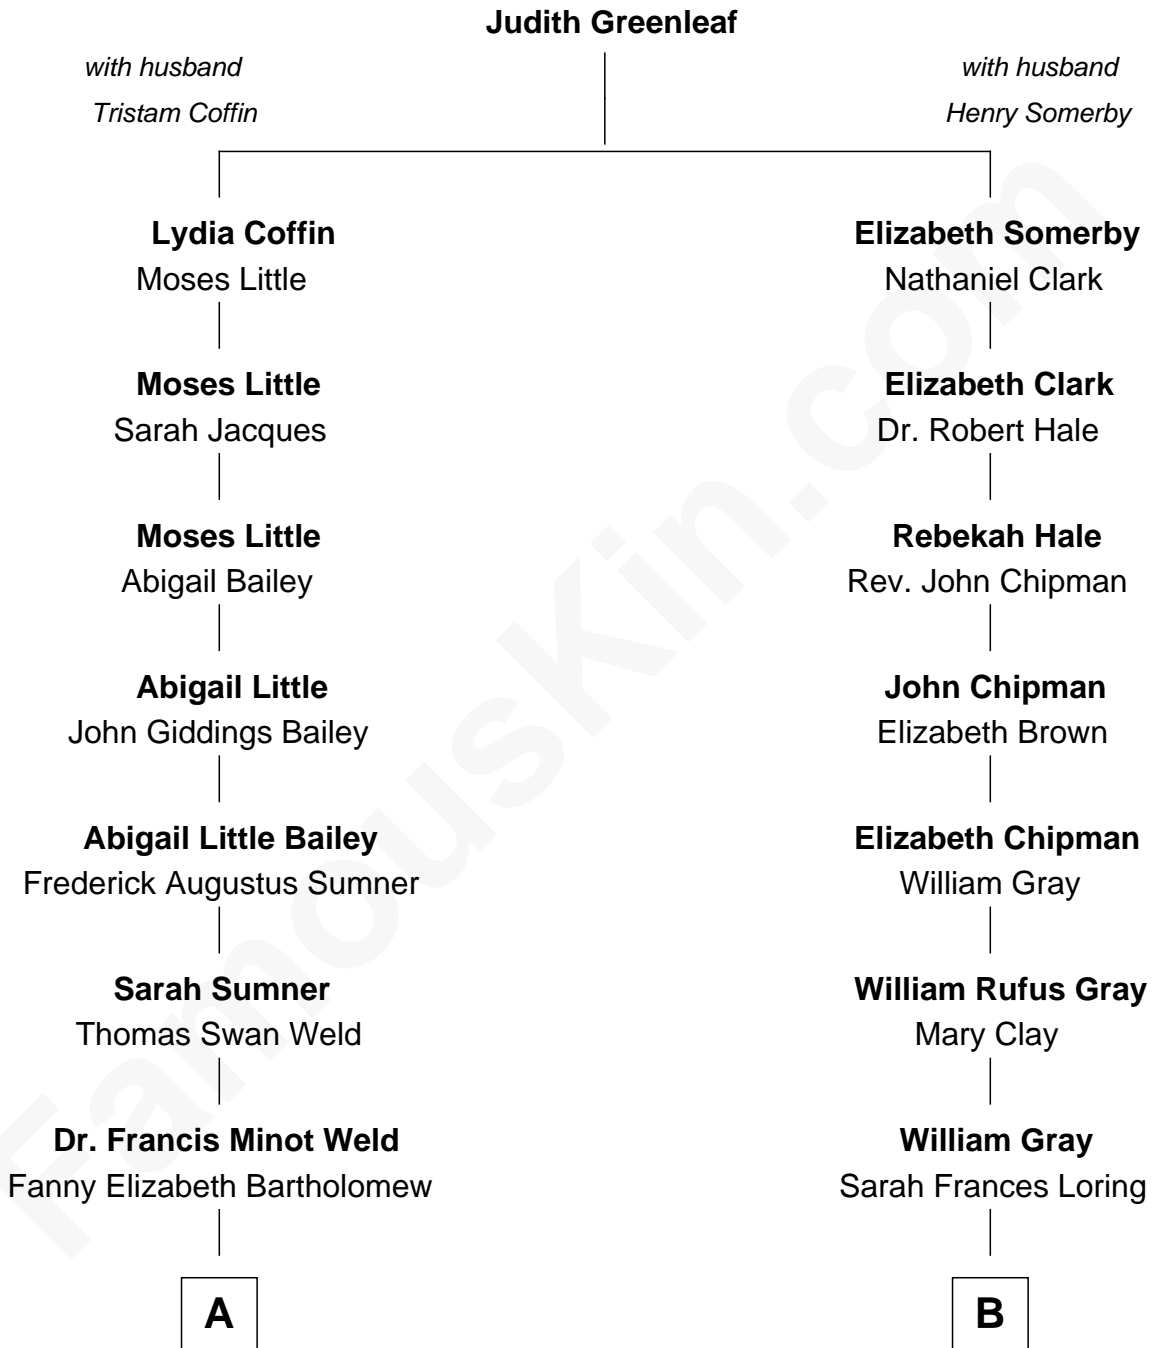 Judith Greenleaf
with husband
Tristam Coffin
with husband
Henry Somerby
Lydia Coffin
Moses Little
Elizabeth Somerby
Nathaniel Clark
Moses Little
Sarah Jacques
Elizabeth Clark
Dr. Robert Hale
Moses Little
Abigail Bailey
Rebekah Hale
Rev. John Chipman
Abigail Little
John Giddings Bailey
John Chipman
Elizabeth Brown
Abigail Little Bailey
Frederick Augustus Sumner
Elizabeth Chipman
William Gray
Sarah Sumner
Thomas Swan Weld
William Rufus Gray
Mary Clay
Dr. Francis Minot Weld
Fanny Elizabeth Bartholomew
William Gray
Sarah Frances Loring
A
B
FamousKin.com